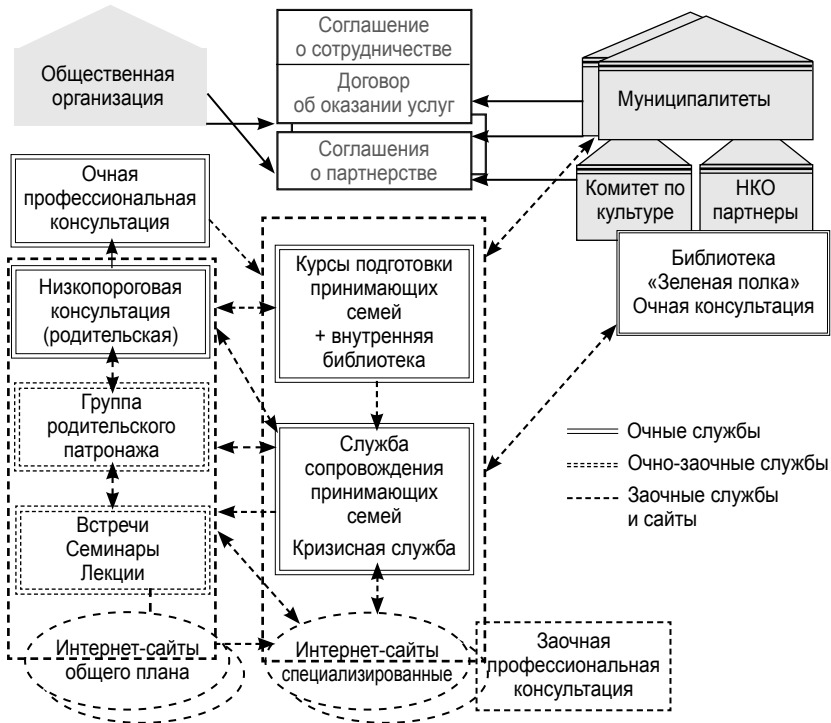 Общественная
организация
Соглашение
о сотрудничестве
Договор
об оказании услуг
Соглашения
о партнерстве
Муниципалитеты
Комитет по
культуре
НКО
партнеры
Библиотека
«Зеленая полка»
Очная консультация
Очная
профессиональная
консультация
Низкопороговая
консультация
(родительская)
Группа
родительского
патронажа
Встречи
Семинары
Лекции
Интернет-сайты
общего плана
Курсы подготовки
принимающих
семей
+ внутренняя
библиотека
Служба
сопровождения
принимающих
семей
Кризисная служба
Интернет-сайты
специализированные
Заочная
профессиональная
консультация
Очные службы
Очно-заочные службы
Заочные службы
и сайты